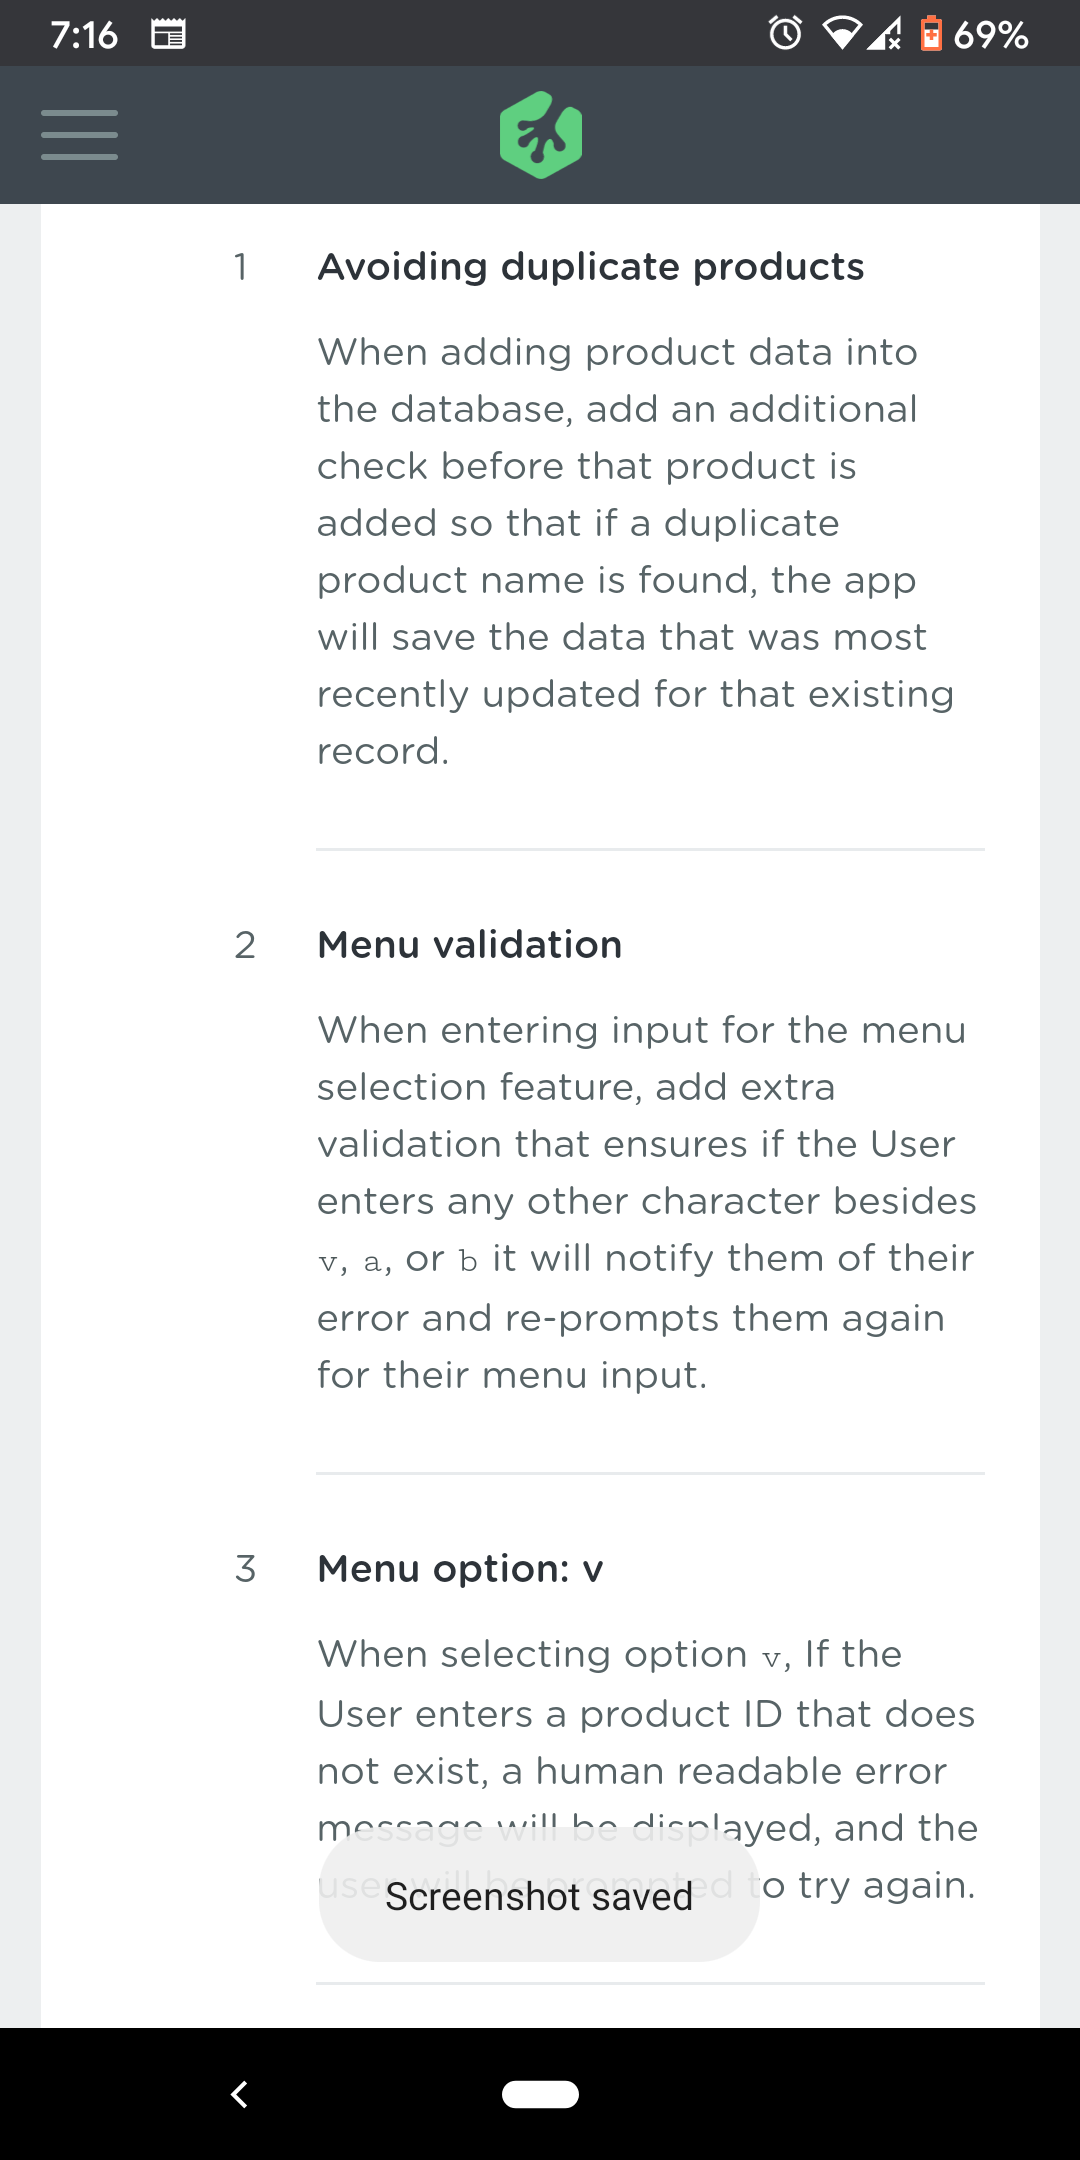 7:16
69%
1 Avoiding duplicate products
When adding product data into
the database, add an additional
check before that product is
added so that if a duplicate
product name is found, the app
will save the data that was most
recently updated for that existing
record.
2 Menu validation
When entering input for the menu
selection feature, add extra
validation that ensures if the User
enters any other character besides
v, a, or b it will notify them of their
error and re-prompts them again
for their menu input.
3 Menu option: v
When selecting option v, If the
User enters a product ID that does
not exist, a human readable error
message will be displayed, and the
user will be prompted to try again.
Screenshot saved